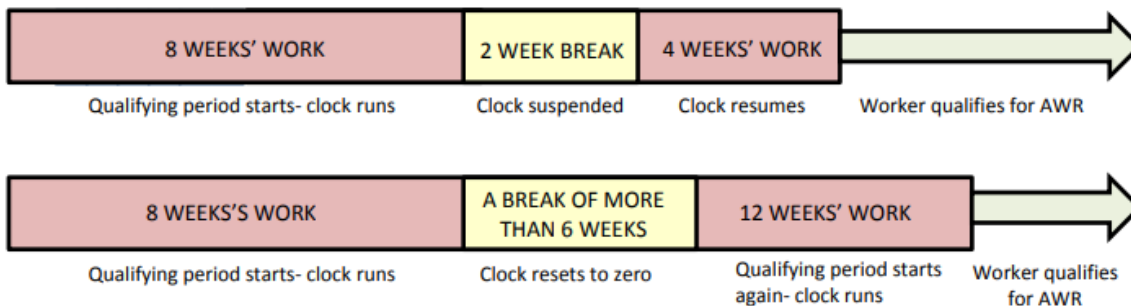 8 WEEKS' WORK
2 WEEK BREAK
4 WEEKS' WORK
Qualifying period starts- clock runs
Clock suspended
Clock resumes
Worker qualifies for AWR
8 WEEKS'S WORK
A BREAK OF MORE
THAN 6 WEEKS
12 WEEKS' WORK
Qualifying period starts- clock runs
Clock resets to zero
Qualifying period starts
again- clock runs
Worker qualifies
for AWR